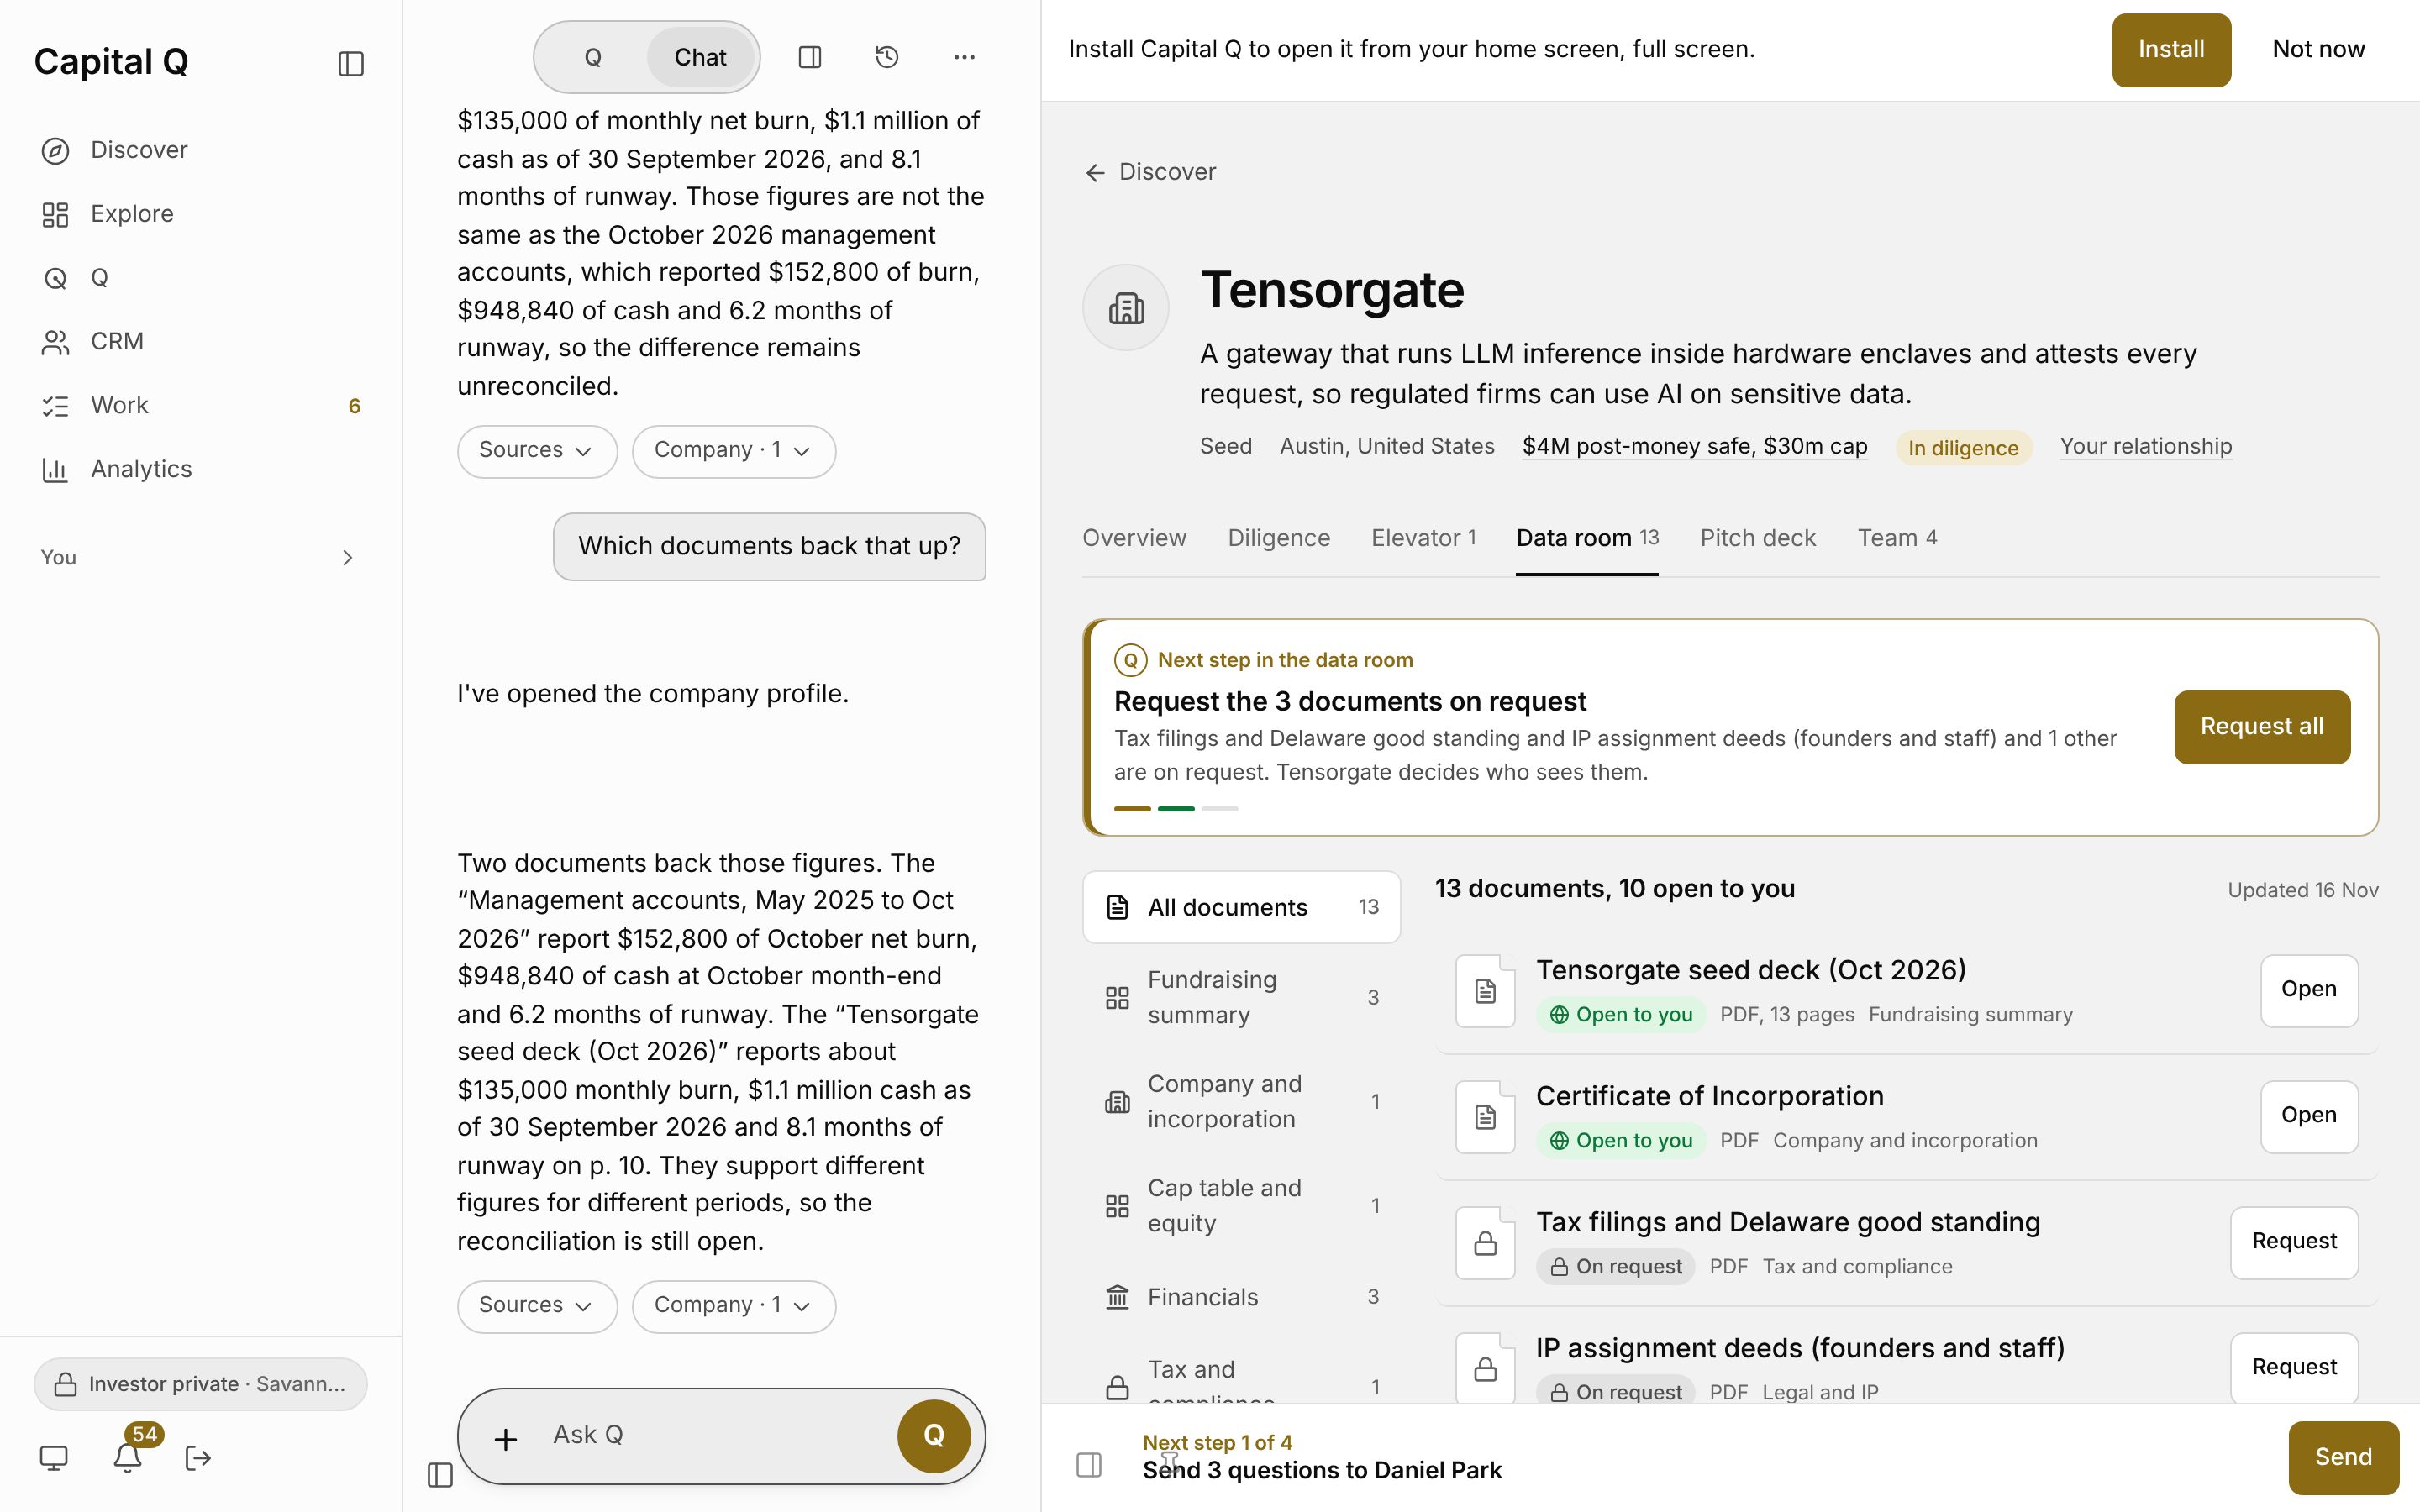 Capital Q
Discover
Explore
Q
CRM
Work 6
Analytics
You
Investor private · Savann...
54
Q Chat
$135,000 of monthly net burn, $1.1 million of
cash as of 30 September 2026, and 8.1
months of runway. Those figures are not the
same as the October 2026 management
accounts, which reported $152,800 of burn,
$948,840 of cash and 6.2 months of
runway, so the difference remains
unreconciled.
Sources Company · 1
Which documents back that up?
I've opened the company profile.
Two documents back those figures. The
“Management accounts, May 2025 to Oct
2026” report $152,800 of October net burn,
$948,840 of cash at October month-end
and 6.2 months of runway. The “Tensorgate
seed deck (Oct 2026)” reports about
$135,000 monthly burn, $1.1 million cash as
of 30 September 2026 and 8.1 months of
runway on p. 10. They support different
figures for different periods, so the
reconciliation is still open.
Sources Company · 1
Ask Q Q
Install Capital Q to open it from your home screen, full screen. Install Not now
Discover
Tensorgate
A gateway that runs LLM inference inside hardware enclaves and attests every
request, so regulated firms can use AI on sensitive data.
Seed Austin, United States $4M post-money safe, $30m cap In diligence Your relationship
Overview Diligence Elevator 1 Data room 13 Pitch deck Team 4
Q Next step in the data room
Request the 3 documents on request
Tax filings and Delaware good standing and IP assignment deeds (founders and staff) and 1 other
are on request. Tensorgate decides who sees them.
Request all
All documents 13
Fundraising
summary 3
Company and
incorporation 1
Cap table and
equity 1
Financials 3
Tax and
compliance 1
13 documents, 10 open to you Updated 16 Nov
Tensorgate seed deck (Oct 2026)
Open to you PDF, 13 pages Fundraising summary
Open
Certificate of Incorporation
Open to you PDF Company and incorporation
Open
Tax filings and Delaware good standing
On request PDF Tax and compliance
Request
IP assignment deeds (founders and staff)
On request PDF Legal and IP
Request
Next step 1 of 4
Send 3 questions to Daniel Park
Send